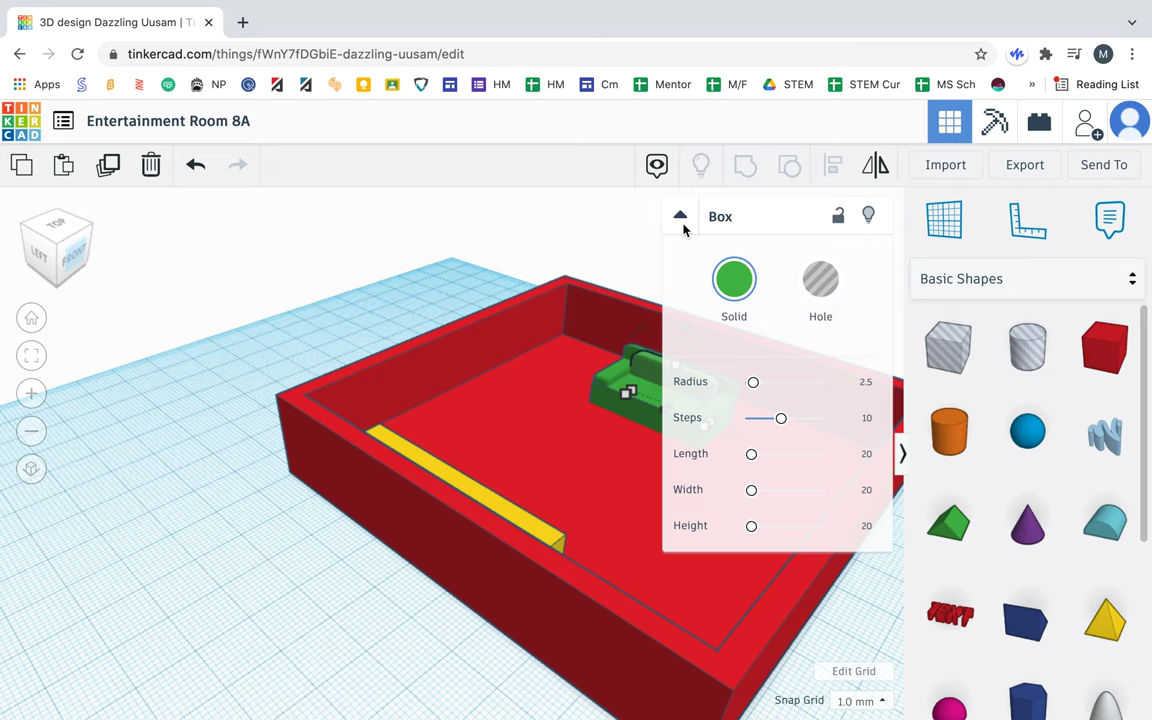 3D design Dazzling Uusam | Ti
tinkercad.com/things/fWnY7fDGbiE-dazzling-uusam/edit
M
Apps NP HM HM Cm Mentor M/F STEM STEM Cur MS Sch » Reading List
TIN
KER
CAD
Entertainment Room 8A
Import Export Send To
TOP
LEFT FRONT
Box
Solid Hole
Radius 2.5
Steps 10
Length 20
Width 20
Height 20
Basic Shapes
TEXT
Edit Grid
Snap Grid 1.0 mm